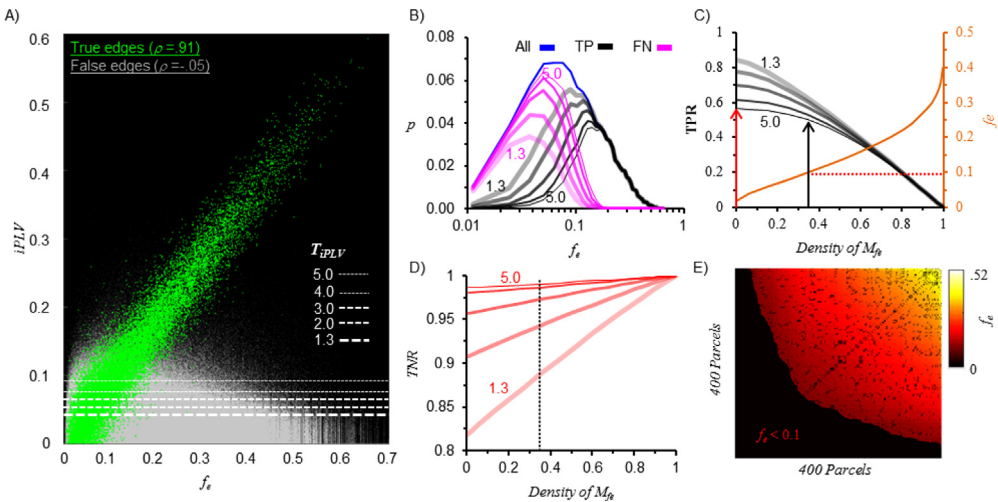 A)
True edges (ρ =.91)
False edges (ρ =-.05)
iPLV
0.6
0.5
0.4
0.3
0.2
0.1
0
T_iPLV
5.0
4.0
3.0
2.0
1.3
0 0.1 0.2 0.3 0.4 0.5 0.6 0.7
f_e
B)
All TP FN
p
0.08
0.06
0.04
0.02
0.00
5.0
1.3
1.3
5.0
0.01 0.1 1
f_e
C)
TPR
1
0.8
0.6
0.4
0.2
0
1.3
5.0
0.5
0.4
0.3
0.2
0.1
0
fe
0 0.2 0.4 0.6 0.8 1
Density of M_fe
D)
TNR
1
0.95
0.9
0.85
0.8
5.0
1.3
0 0.2 0.4 0.6 0.8 1
Density of M_fe
E)
400 Parcels
f_e < 0.1
400 Parcels
.52
f_e
0